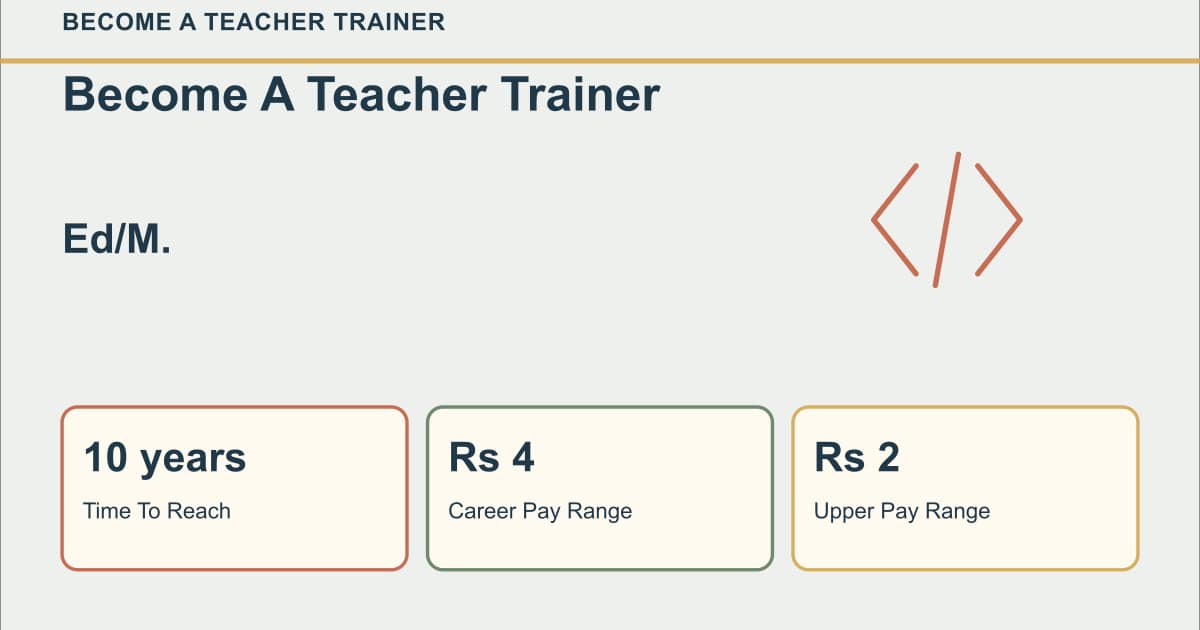 BECOME A TEACHER TRAINER
Become A Teacher Trainer
Ed/M.
10 years
Time To Reach
Rs 4
Career Pay Range
Rs 2
Upper Pay Range